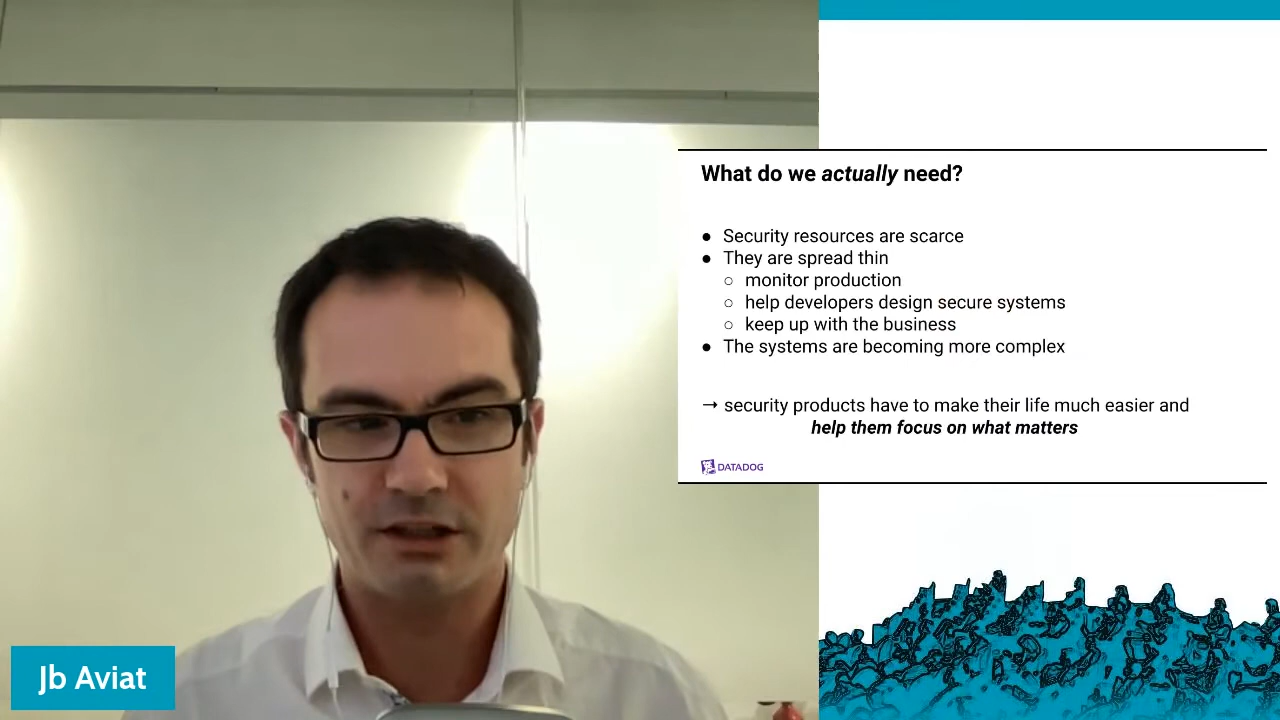 What do we actually need?
● Security resources are scarce
● They are spread thin
○ monitor production
○ help developers design secure systems
○ keep up with the business
● The systems are becoming more complex
→ security products have to make their life much easier and
help them focus on what matters
DATADOG
Jb Aviat